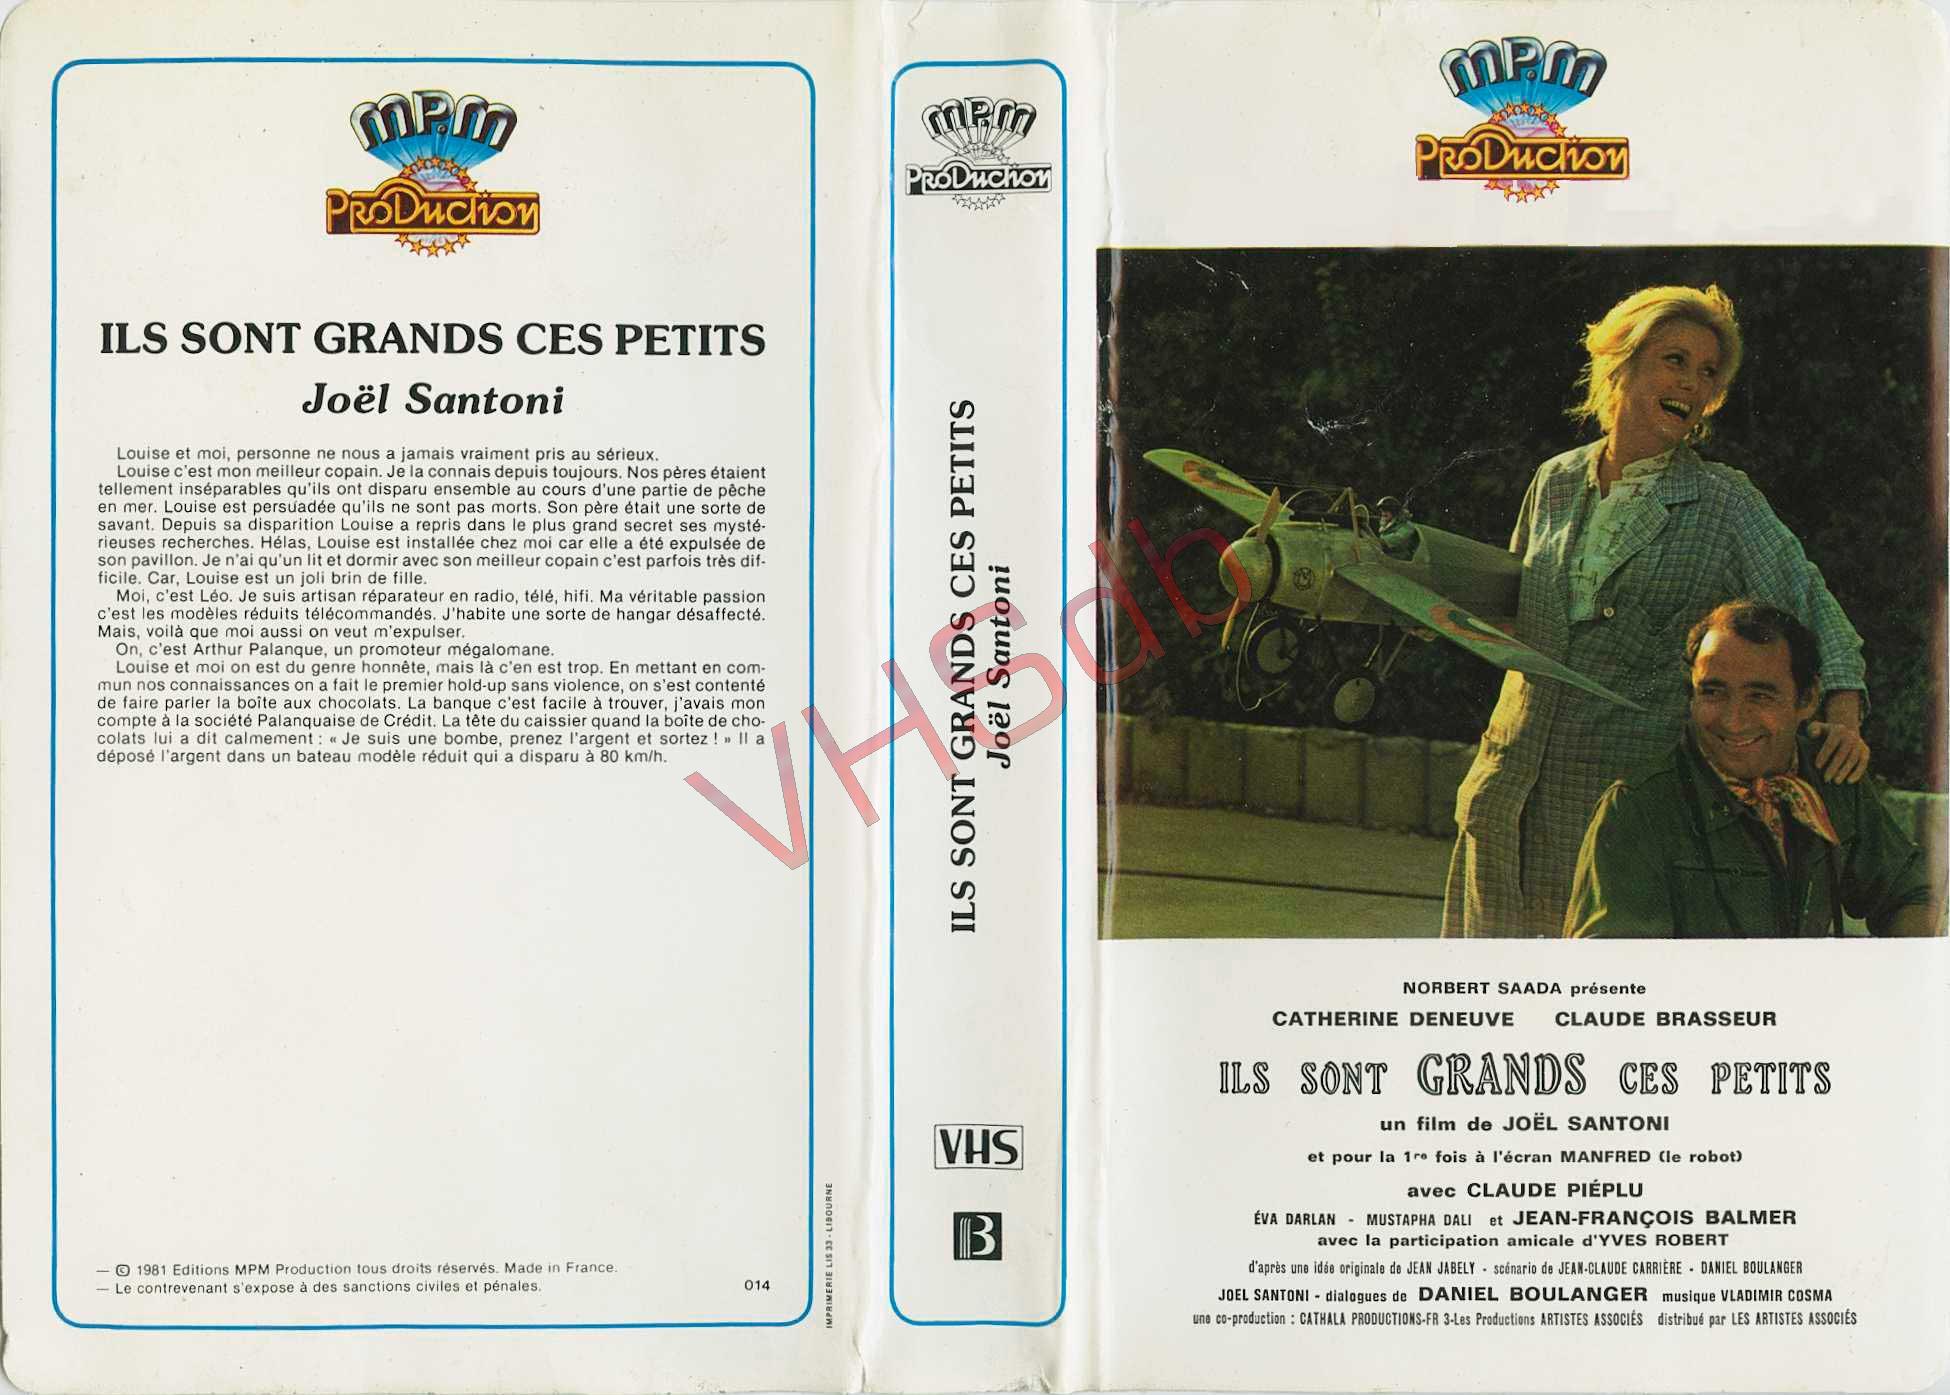 MPM
PRODUCTION
ILS SONT GRANDS CES PETITS
Joël Santoni
Louise et moi, personne ne nous a jamais vraiment pris au sérieux.
Louise c'est mon meilleur copain. Je la connais depuis toujours. Nos pères étaient
tellement inséparables qu'ils ont disparu ensemble au cours d'une partie de pêche
en mer. Louise est persuadée qu'ils ne sont pas morts. Son père était une sorte de
savant. Depuis sa disparition Louise a repris dans le plus grand secret ses mysté-
rieuses recherches. Hélas, Louise est installée chez moi car elle a été expulsée de
son pavillon. Je n'ai qu'un lit et dormir avec son meilleur copain c'est parfois très dif-
ficile. Car, Louise est un joli brin de fille.
Moi, c'est Léo. Je suis artisan réparateur en radio, télé, hifi. Ma véritable passion
c'est les modèles réduits télécommandés. J'habite une sorte de hangar désaffecté.
Mais, voilà que moi aussi on veut m'expulser.
On, c'est Arthur Palanque, un promoteur mégalomane.
Louise et moi on est du genre honnête, mais là c'en est trop. En mettant en com-
mun nos connaissances on a fait le premier hold-up sans violence, on s'est contenté
de faire parler la boîte aux chocolats. La banque c'est facile à trouver, j'avais mon
compte à la société Palanquaise de Crédit. La tête du caissier quand la boîte de cho-
colats lui a dit calmement : « Je suis une bombe, prenez l'argent et sortez ! » Il a
déposé l'argent dans un bateau modèle réduit qui a disparu à 80 km/h.
— © 1981 Editions MPM Production tous droits réservés. Made in France.
— Le contrevenant s'expose à des sanctions civiles et pénales.
014
IMPRIMERIE LIS 33 - LIBOURNE
MPM
PRODUCTION
ILS SONT GRANDS CES PETITS
Joël Santoni
VHS
B
VHSdb
MPM
PRODUCTION
NORBERT SAADA présente
CATHERINE DENEUVE CLAUDE BRASSEUR
ILS SONT GRANDS CES PETITS
un film de JOËL SANTONI
et pour la 1re fois à l'écran MANFRED (le robot)
avec CLAUDE PIÉPLU
ÉVA DARLAN - MUSTAPHA DALI et JEAN-FRANÇOIS BALMER
avec la participation amicale d'YVES ROBERT
d'après une idée originale de JEAN JABELY - scénario de JEAN-CLAUDE CARRIÈRE - DANIEL BOULANGER
JOEL SANTONI - dialogues de DANIEL BOULANGER musique VLADIMIR COSMA
une co-production : CATHALA PRODUCTIONS-FR 3-Les Productions ARTISTES ASSOCIÉS distribué par LES ARTISTES ASSOCIÉS